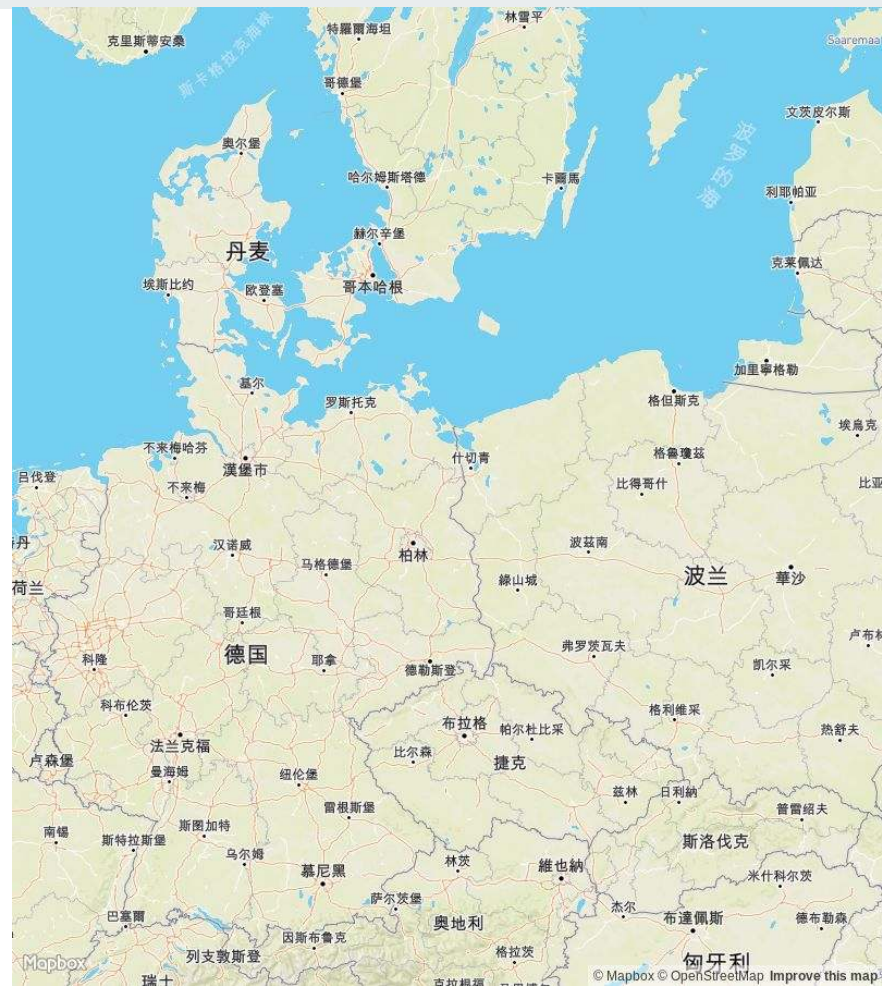 林雪平
特羅爾海坦
克里斯蒂安桑
Saaremaa
斯卡格拉克海峽
哥德堡
文茨皮尔斯
波罗的海
奥尔堡
哈尔姆斯塔德
卡爾馬
利耶帕亚
赫尔辛堡
丹麦
克莱佩达
埃斯比约
欧登塞
哥本哈根
加里寧格勒
基尔
罗斯托克
格但斯克
埃烏克
不来梅哈芬
格鲁瓊茲
什切青
漢堡市
吕伐登
不来梅
比得哥什
比亚
丹
汉诺威
柏林
波兹南
马格德堡
波兰
華沙
綠山城
荷兰
哥廷根
卢布林
弗罗茨瓦夫
德国
科隆
耶拿
德勒斯登
凯尔采
科布伦茨
格利维采
布拉格
帕尔杜比采
热舒夫
法兰克福
比尔森
卢森堡
捷克
曼海姆
纽伦堡
兹林
日利納
雷根斯堡
普雷绍夫
斯图加特
南锡
斯特拉斯堡
斯洛伐克
乌尔姆
林茨
慕尼黑
維也納
米什科尔茨
萨尔茨堡
杰尔
巴塞爾
布達佩斯
德布勒森
奥地利
因斯布鲁克
列支敦斯登
格拉茨
匈牙利
Mapbox
瑞士
© Mapbox © OpenStreetMap Improve this map